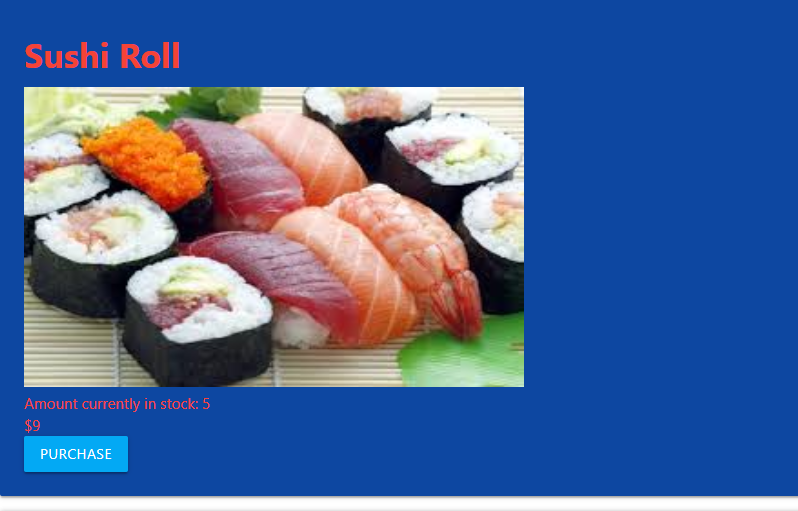 Sushi Roll
Amount currently in stock: 5
$9
PURCHASE